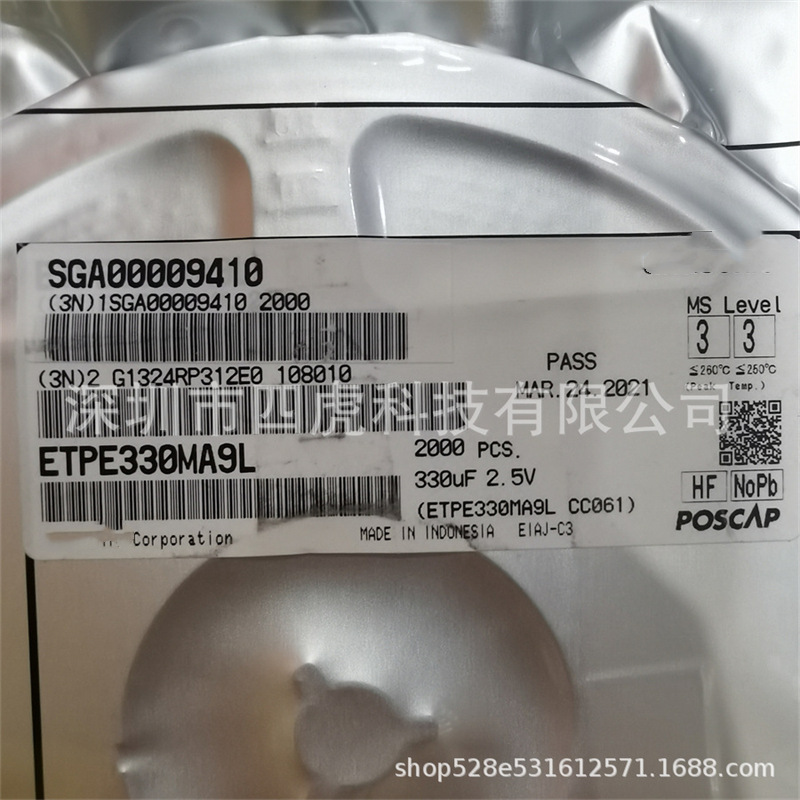 SGA00009410
(3N)1SGA00009410 2000
(3N)2 G1324RP312E0 108010
ETPE330MA9L
Corporation
PASS
MAR.24.2021
2000 PCS.
330uF 2.5V
(ETPE330MA9L CC061)
MADE IN INDONESIA EIAJ-C3
MS Level
3 3
≦260℃ ≦250℃
(Peak Temp.)
HF NoPb
POSCAP
深圳市四虎科技有限公司
shop528e531612571.1688.com